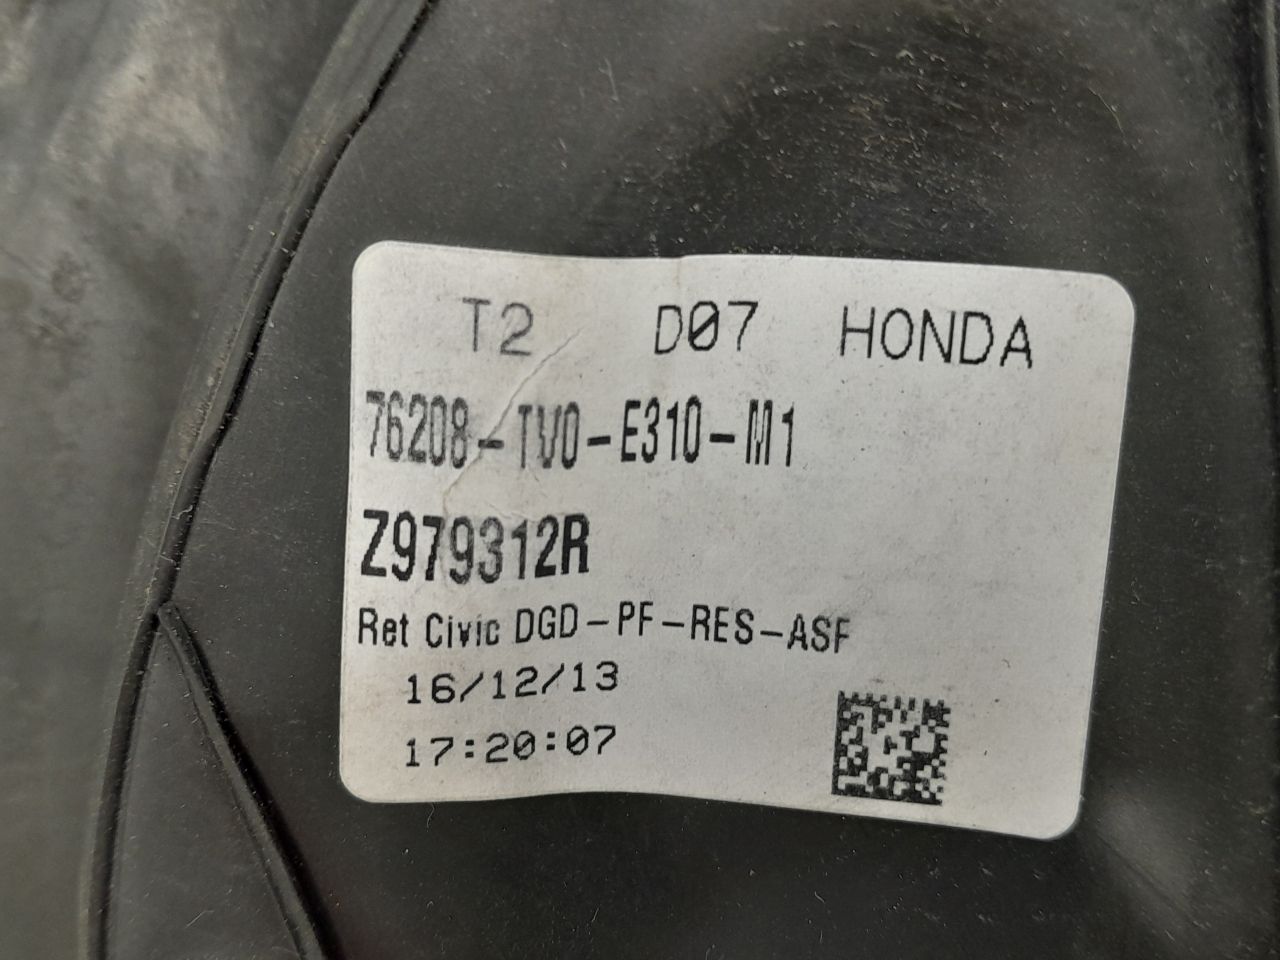 T2 D07 HONDA
76208-TV0-E310-M1
Z979312R
Ret Civic DGD-PF-RES-ASF
16/12/13
17:20:07